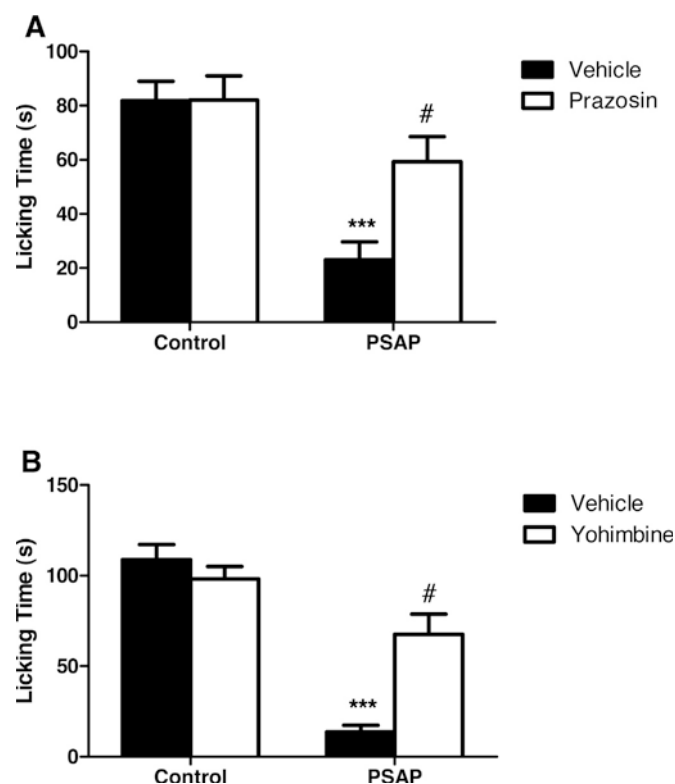 A
Licking Time (s)
100
80
60
40
20
0
***
#
Control
PSAP
Vehicle
Prazosin
B
Licking Time (s)
150
100
50
0
***
#
Control
PSAP
Vehicle
Yohimbine